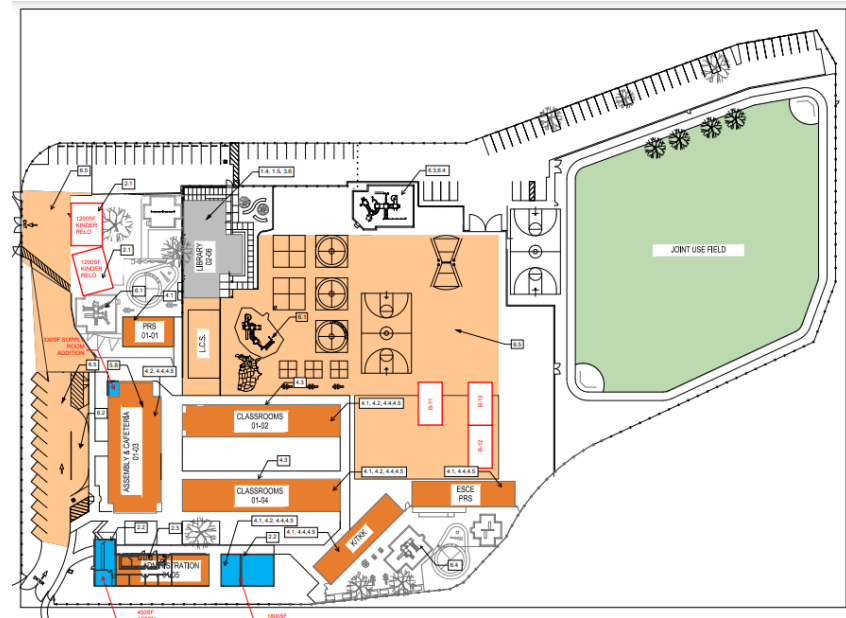 6.5
2.1
1.4, 1.5, 3.6
6.3,6.4
1200SF
KINDER
RELO
2.1
1200SF
KINDER
RELO
LIBRARY
02-06
JOINT USE FIELD
6.1
4.1
PRS
01-01
330SF SUPPLY
ROOM
ADDITION
L.C.S.
6.1
6.5
6.5
5.8
4.2, 4.4,4.5
4.3
6.2
ASSEMBLY & CAFETERIA
01-03
CLASSROOMS
01-02
4.1, 4.2, 4.4,4.5
B-11
B-13
B-12
4.3
4.1, 4.2, 4.4,4.5
4.1, 4.4,4.5
CLASSROOMS
01-04
ESCE
PRS
2.2
2.3
4.1, 4.2, 4.4,4.5
4.1, 4.4,4.5
2.2
K/TKK
6.4
ADMINISTRATION
01-05
ENTER
450SF
1800SF